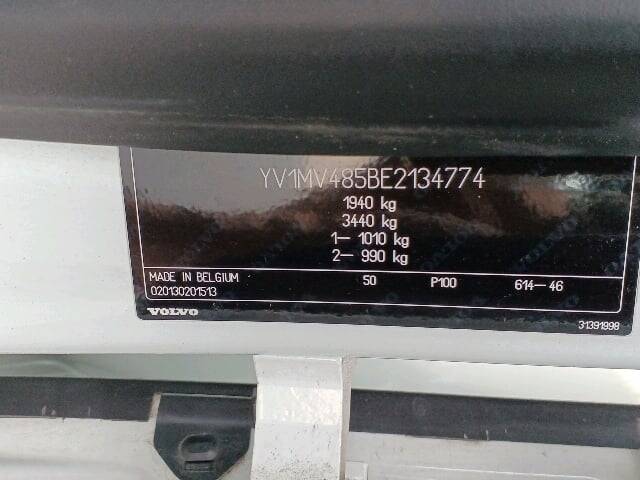 YV1MV485BE2134774
1940 kg
3440 kg
1— 1010 kg
2— 990 kg
MADE IN BELGIUM 50 P100 614—46
020130201513
VOLVO 31391998